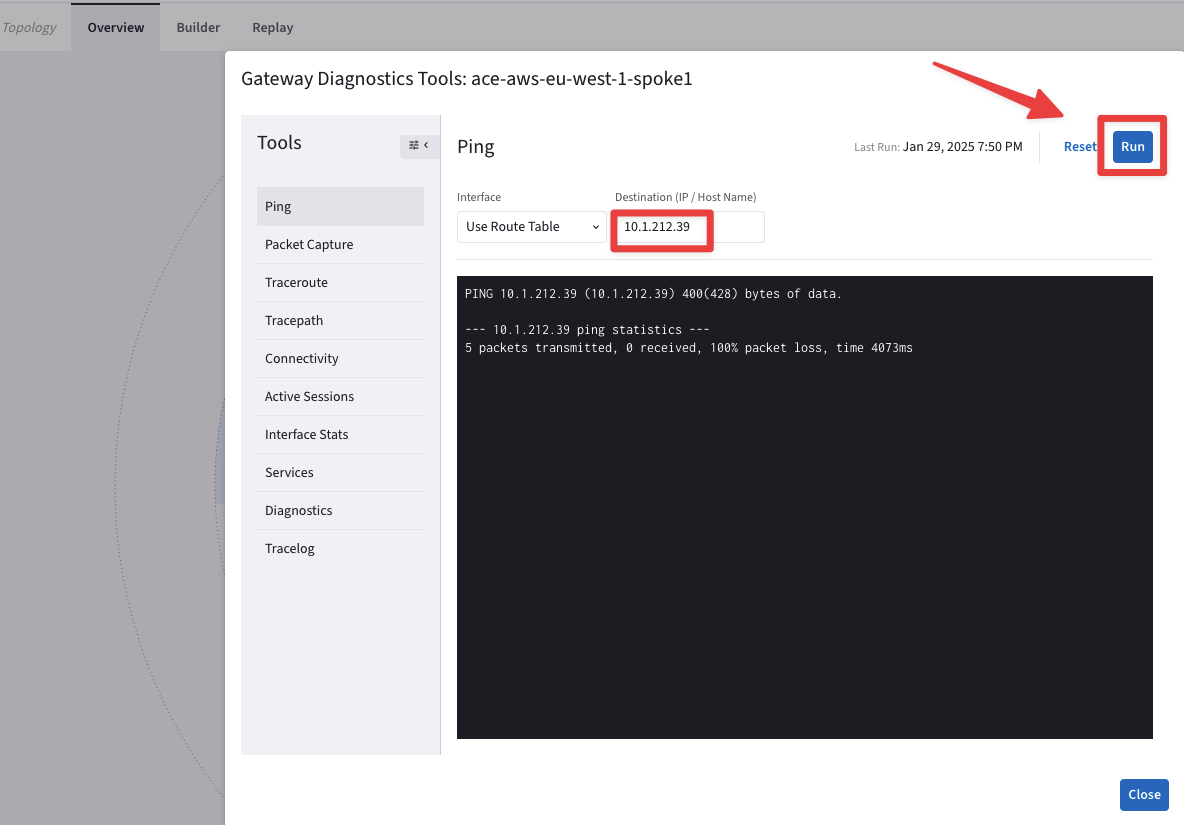 Topology Overview Builder Replay
Gateway Diagnostics Tools: ace-aws-eu-west-1-spoke1
Tools
Ping
Packet Capture
Traceroute
Tracepath
Connectivity
Active Sessions
Interface Stats
Services
Diagnostics
Tracelog
Ping
Last Run: Jan 29, 2025 7:50 PM
Reset
Run
Interface
Use Route Table
Destination (IP / Host Name)
10.1.212.39
PING 10.1.212.39 (10.1.212.39) 400(428) bytes of data.
--- 10.1.212.39 ping statistics ---
5 packets transmitted, 0 received, 100% packet loss, time 4073ms
Close